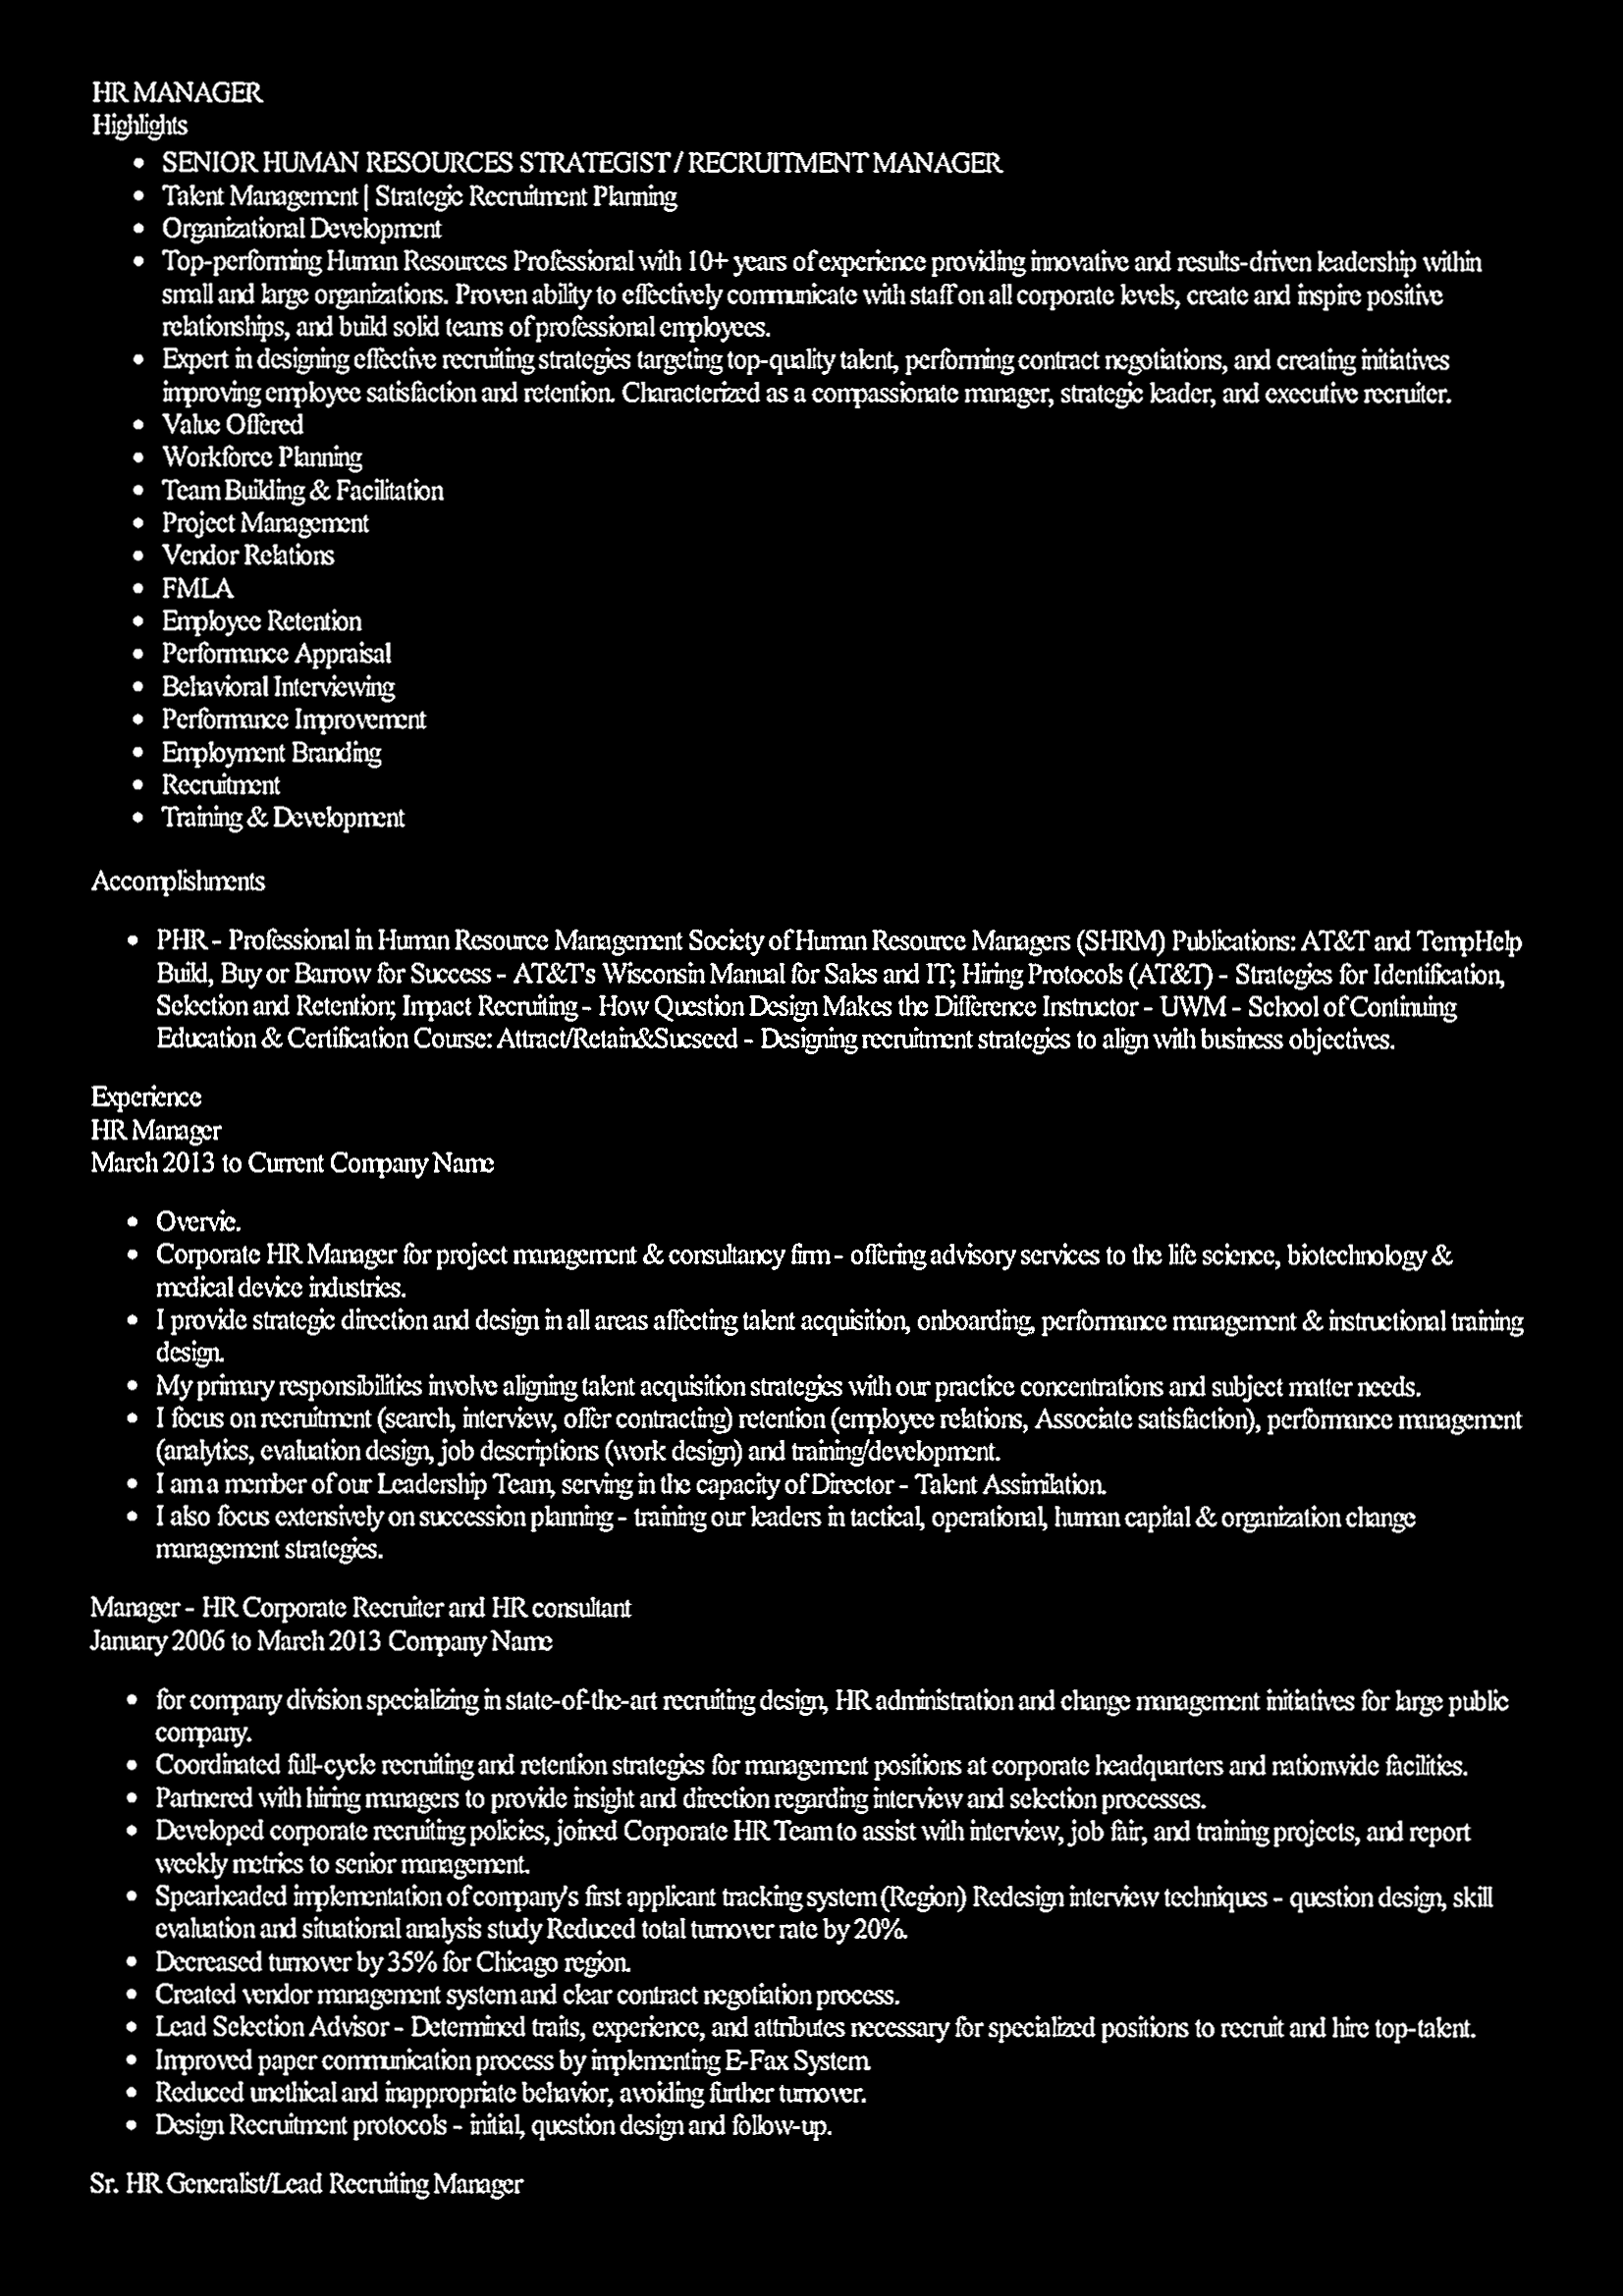 HR MANAGER
Highlights
• SENIOR HUMAN RESOURCES STRATEGIST / RECRUITMENT MANAGER
• Talent Management | Strategic Recruitment Planning
• Organizational Development
• Top-performing Human Resources Professional with 10+ years of experience providing innovative and results-driven leadership within
small and large organizations. Proven ability to effectively communicate with staff on all corporate levels, create and inspire positive
relationships, and build solid teams of professional employees.
• Expert in designing effective recruiting strategies targeting top-quality talent, performing contract negotiations, and creating initiatives
improving employee satisfaction and retention. Characterized as a compassionate manager, strategic leader, and executive recruiter.
• Value Offered
• Workforce Planning
• Team Building & Facilitation
• Project Management
• Vendor Relations
• FMLA
• Employee Retention
• Performance Appraisal
• Behavioral Interviewing
• Performance Improvement
• Employment Branding
• Recruitment
• Training & Development
Accomplishments
• PHR - Professional in Human Resource Management Society of Human Resource Managers (SHRM) Publications: AT&T and TempHelp
Build, Buy or Barrow for Success - AT&T's Wisconsin Manual for Sales and IT; Hiring Protocols (AT&T) - Strategies for Identification,
Selection and Retention; Impact Recruiting - How Question Design Makes the Difference Instructor - UWM - School of Continuing
Education & Certification Course: Attract/Retain&Sucseed - Designing recruitment strategies to align with business objectives.
Experience
HR Manager
March 2013 to Current Company Name
• Overvie.
• Corporate HR Manager for project management & consultancy firm - offering advisory services to the life science, biotechnology &
medical device industries.
• I provide strategic direction and design in all areas affecting talent acquisition, onboarding, performance management & instructional training
design.
• My primary responsibilities involve aligning talent acquisition strategies with our practice concentrations and subject matter needs.
• I focus on recruitment (search, interview, offer contracting) retention (employee relations, Associate satisfaction), performance management
(analytics, evaluation design, job descriptions (work design) and training/development.
• I am a member of our Leadership Team, serving in the capacity of Director - Talent Assimilation.
• I also focus extensively on succession planning - training our leaders in tactical, operational, human capital & organization change
management strategies.
Manager - HR Corporate Recruiter and HR consultant
January 2006 to March 2013 Company Name
• for company division specializing in state-of-the-art recruiting design, HR administration and change management initiatives for large public
company.
• Coordinated full-cycle recruiting and retention strategies for management positions at corporate headquarters and nationwide facilities.
• Partnered with hiring managers to provide insight and direction regarding interview and selection processes.
• Developed corporate recruiting policies, joined Corporate HR Team to assist with interview, job fair, and training projects, and report
weekly metrics to senior management.
• Spearheaded implementation of company's first applicant tracking system (Region) Redesign interview techniques - question design, skill
evaluation and situational analysis study Reduced total turnover rate by 20%.
• Decreased turnover by 35% for Chicago region.
• Created vendor management system and clear contract negotiation process.
• Lead Selection Advisor - Determined traits, experience, and attributes necessary for specialized positions to recruit and hire top-talent.
• Improved paper communication process by implementing E-Fax System.
• Reduced unethical and inappropriate behavior, avoiding further turnover.
• Design Recruitment protocols - initial, question design and follow-up.
Sr. HR Generalist/Lead Recruiting Manager